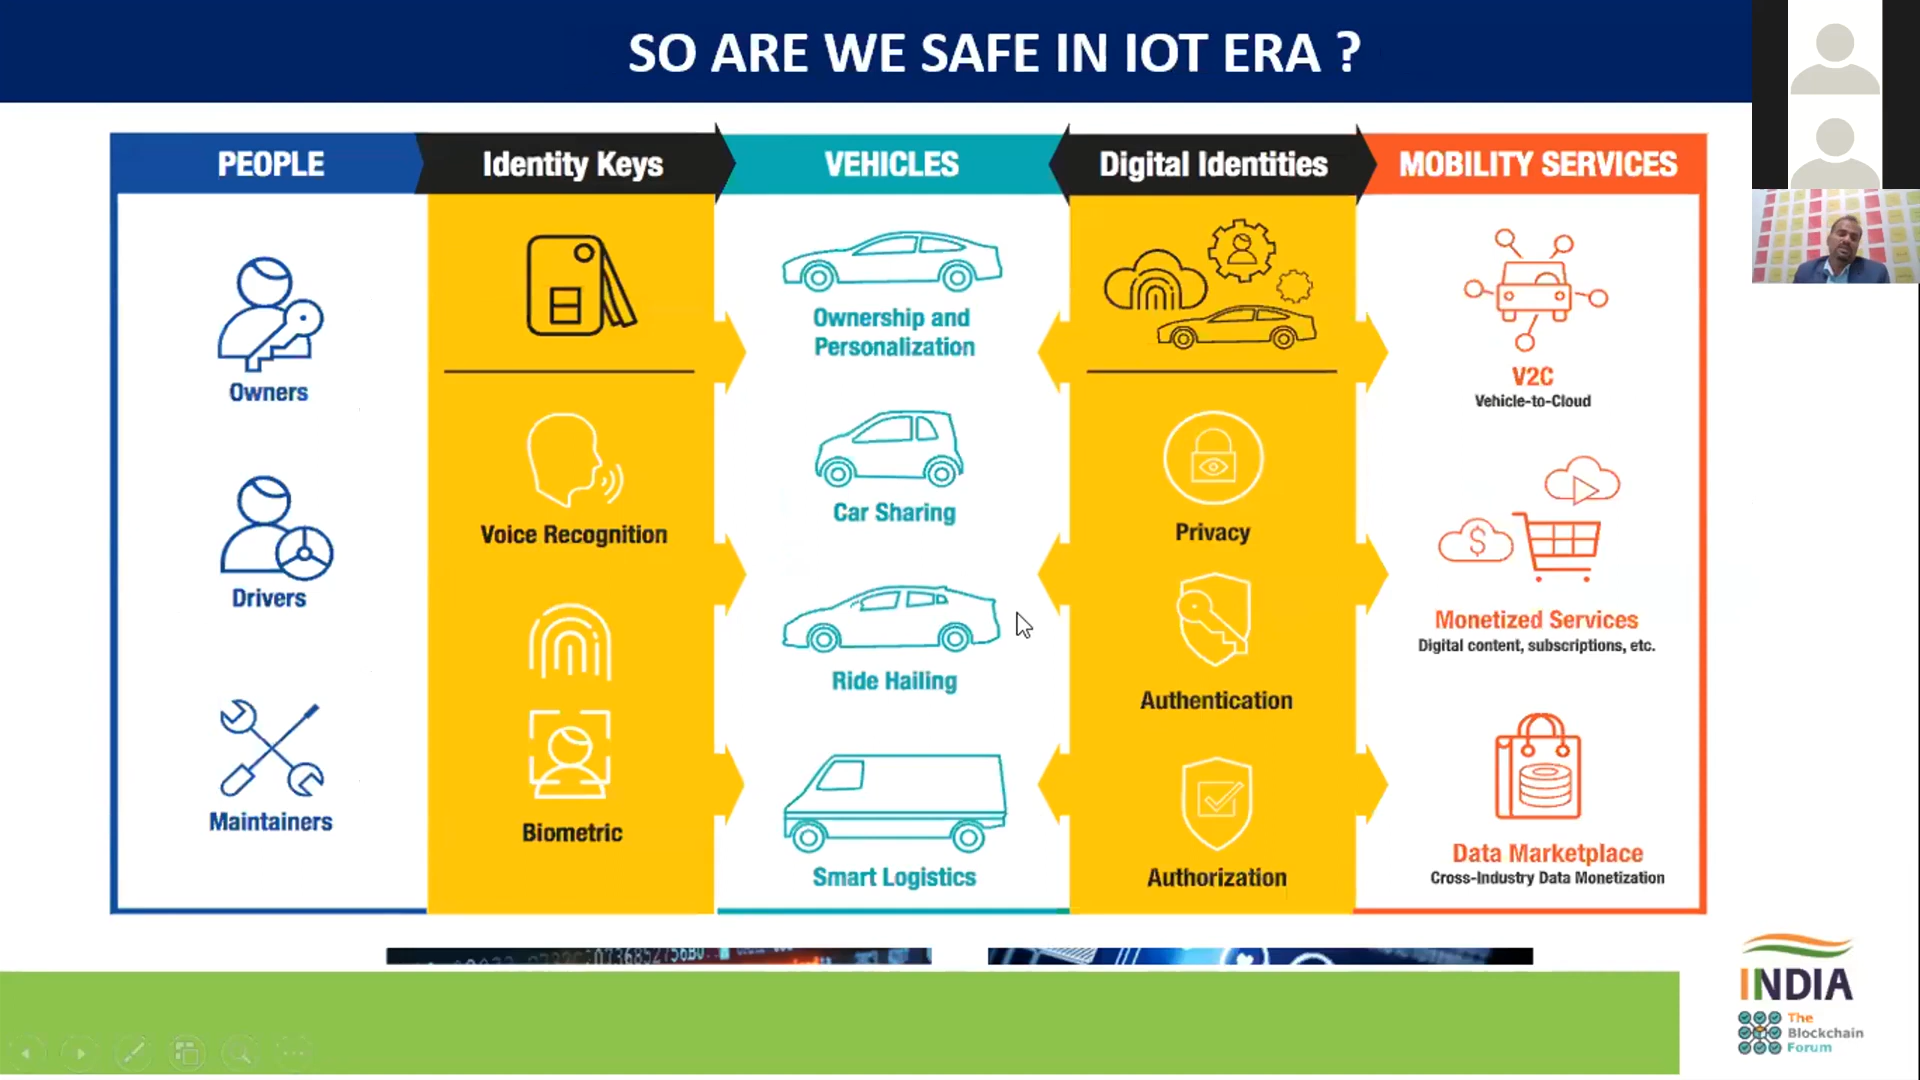 SO ARE WE SAFE IN IOT ERA ?
PEOPLE
Identity Keys
VEHICLES
Digital Identities
MOBILITY SERVICES
Owners
Drivers
Maintainers
Voice Recognition
Biometric
Ownership and
Personalization
Car Sharing
Ride Hailing
Smart Logistics
Privacy
Authentication
Authorization
V2C
Vehicle-to-Cloud
$
Monetized Services
Digital content, subscriptions, etc.
Data Marketplace
Cross-Industry Data Monetization
INDIA
The
Blockchain
Forum